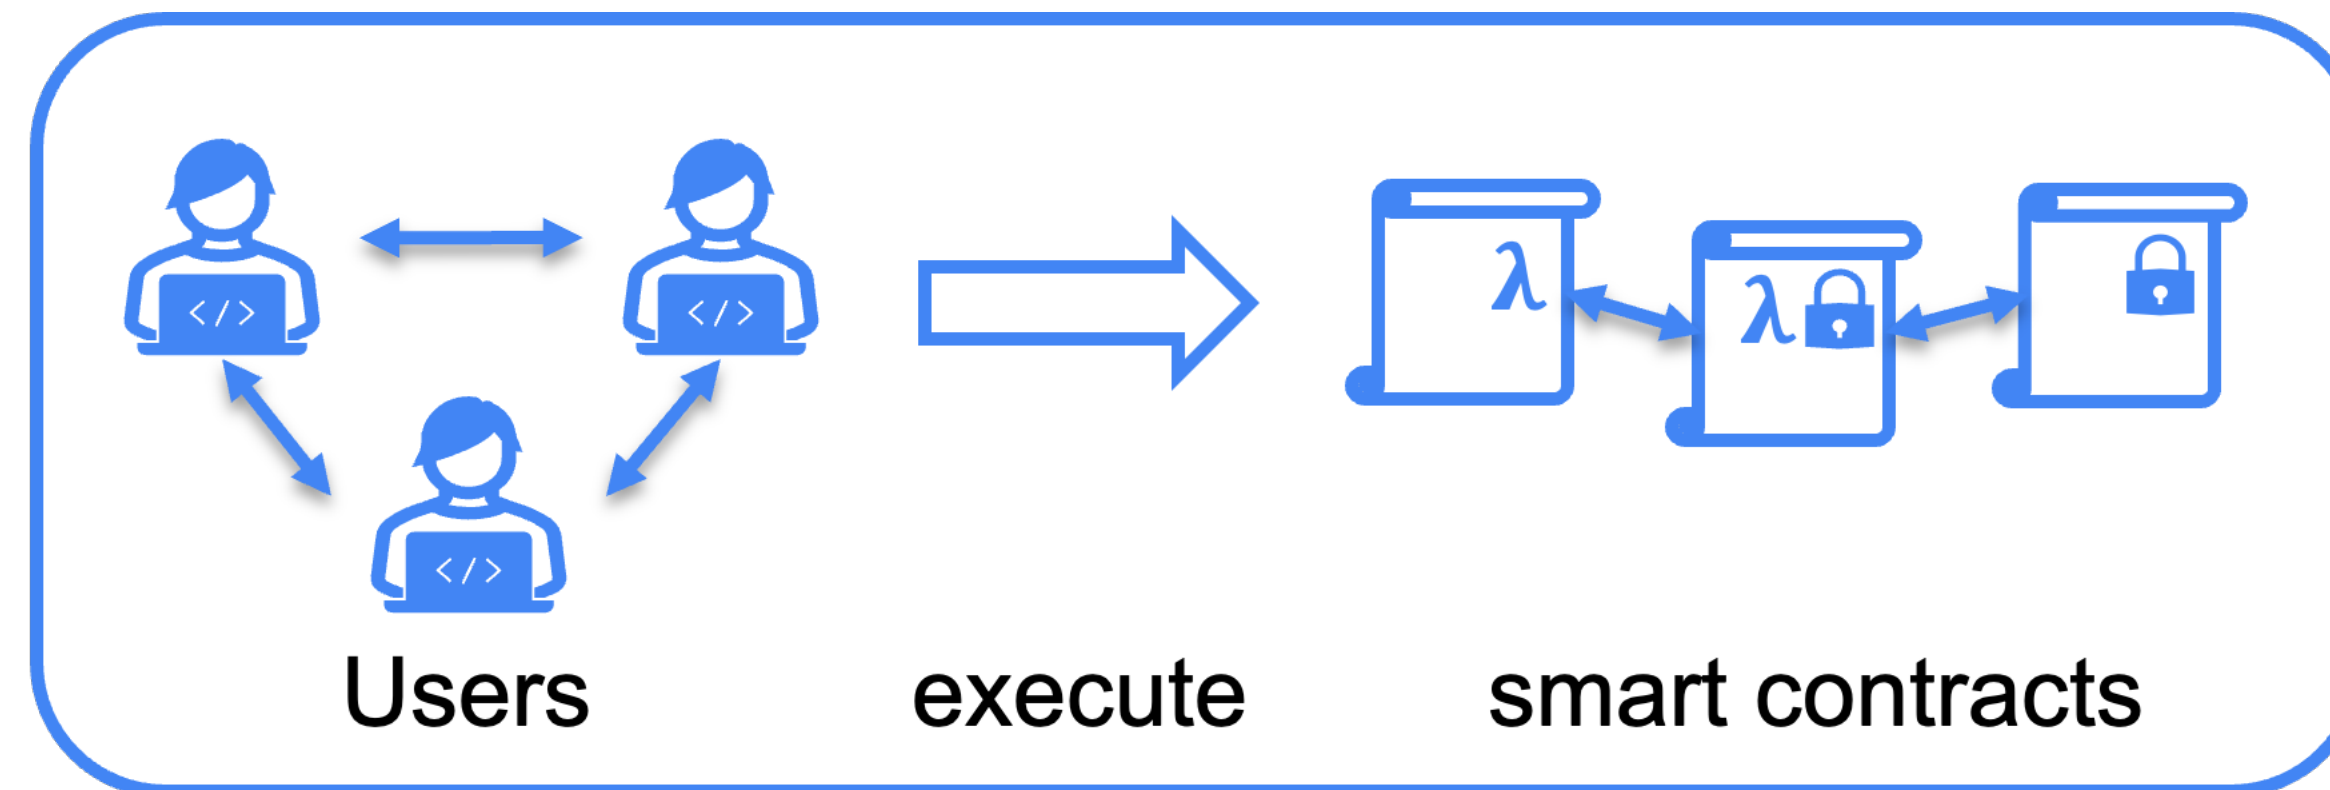 </> </>
λ λ
</>
Users execute smart contracts